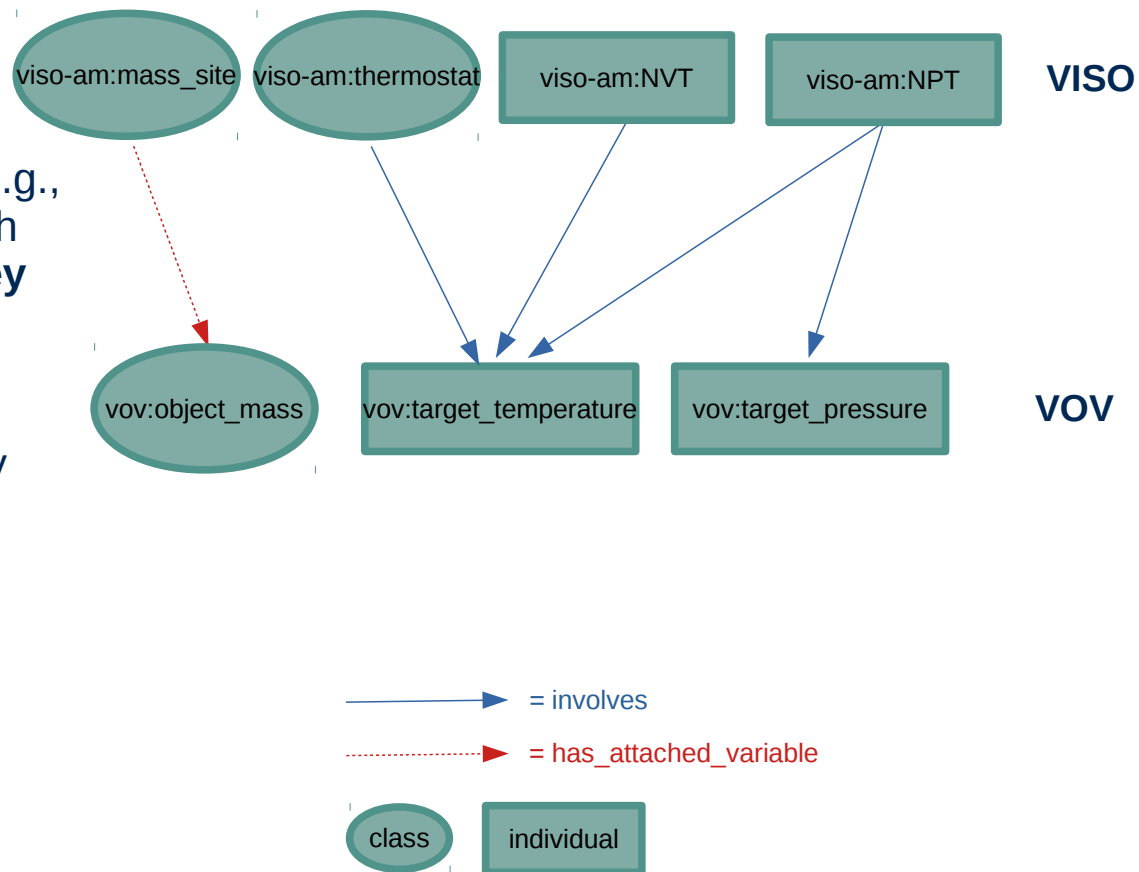 viso-am:mass_site
viso-am:thermostat
viso-am:NVT
viso-am:NPT
VISO
.g.,
h
ey
vov:object_mass
vov:target_temperature
vov:target_pressure
VOV
= involves
= has_attached_variable
class
individual